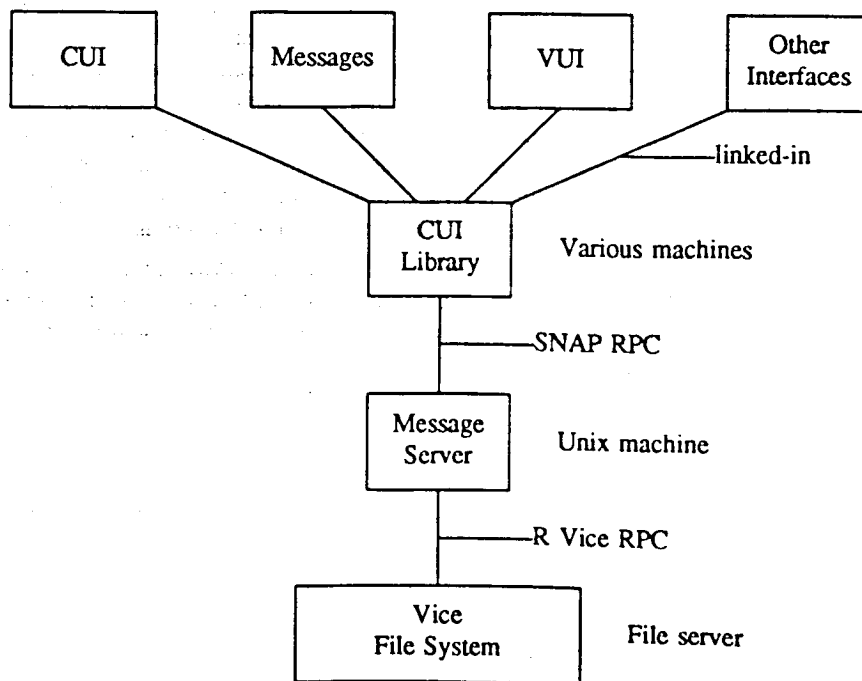 CUI
Messages
VUI
Other
Interfaces
linked-in
CUI
Library
Various machines
SNAP RPC
Message
Server
Unix machine
R Vice RPC
Vice
File System
File server